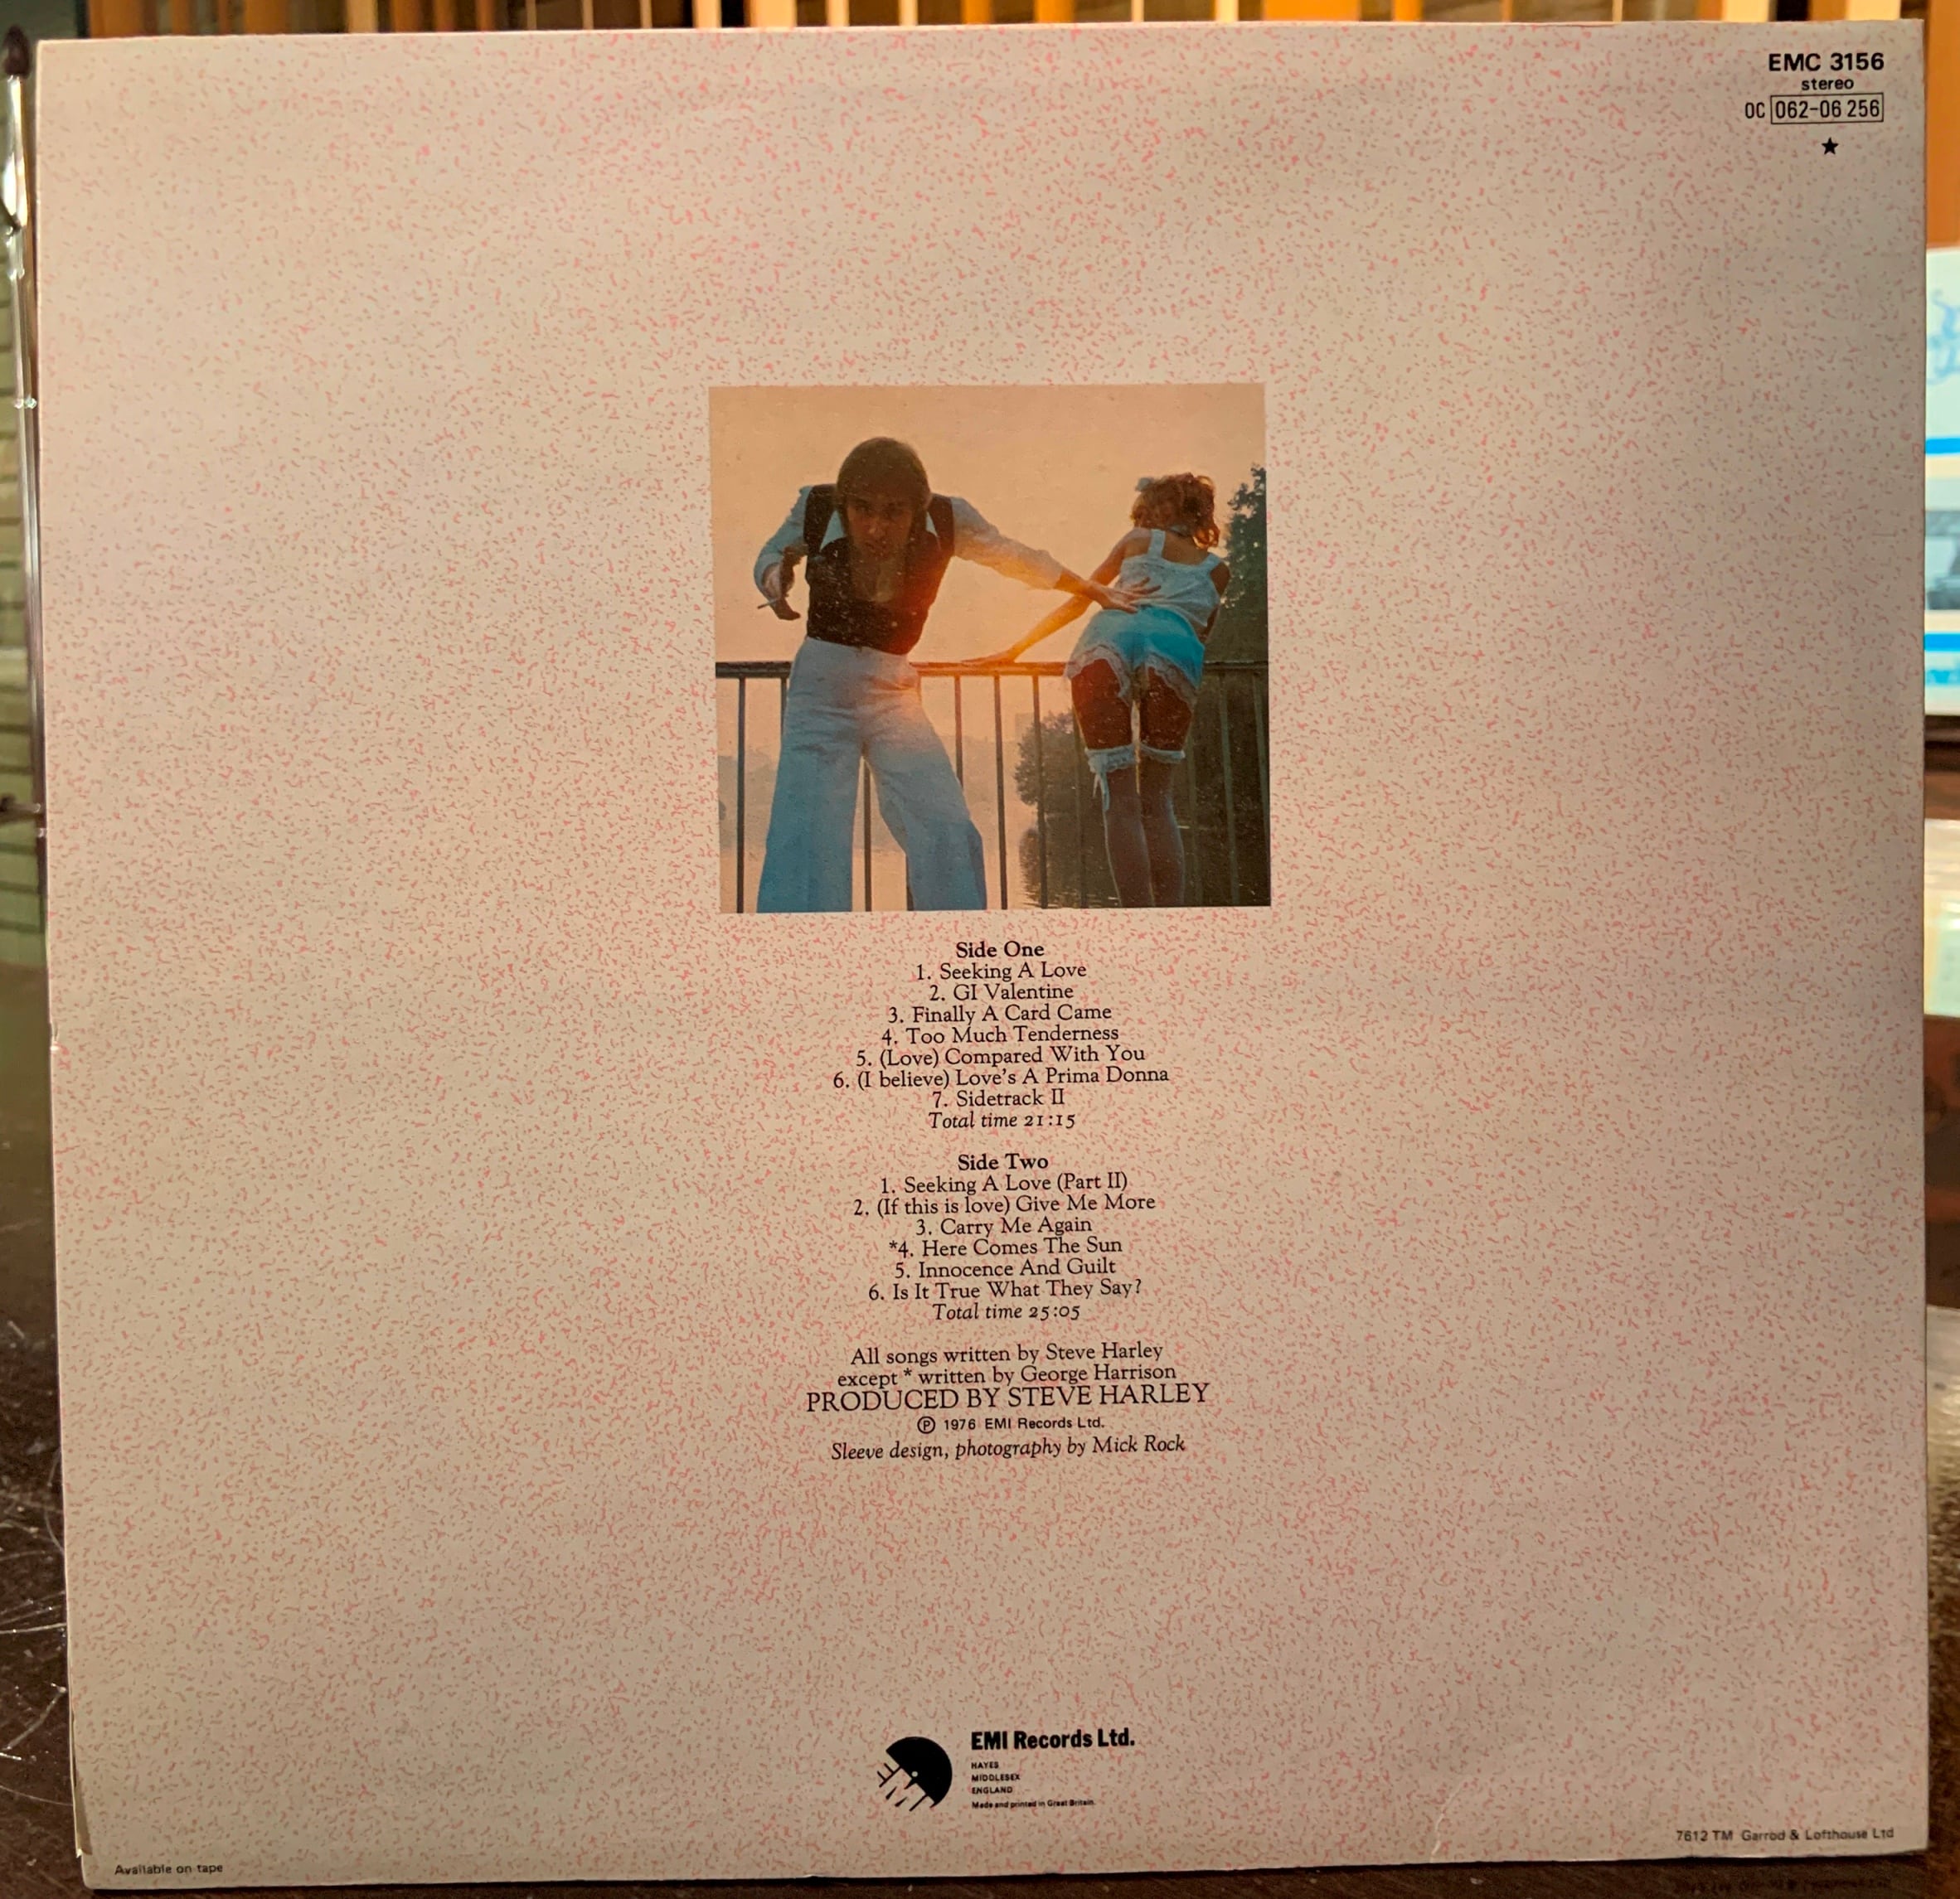 EMC 3156
stereo
OC 062-06 256
★
Side One
1. Seeking A Love
2. GI Valentine
3. Finally A Card Came
4. Too Much Tenderness
5. (Love) Compared With You
6. (I believe) Love's A Prima Donna
7. Sidetrack II
Total time 21:15
Side Two
1. Seeking A Love (Part II)
2. (If this is love) Give Me More
3. Carry Me Again
*4. Here Comes The Sun
5. Innocence And Guilt
6. Is It True What They Say?
Total time 25:05
All songs written by Steve Harley
except * written by George Harrison
PRODUCED BY STEVE HARLEY
Ⓟ 1976 EMI Records Ltd.
Sleeve design, photography by Mick Rock
EMI Records Ltd.
HAYES
MIDDLESEX
ENGLAND
Made and printed in Great Britain
7612 TM Garrod & Lofthouse Ltd
Available on tape